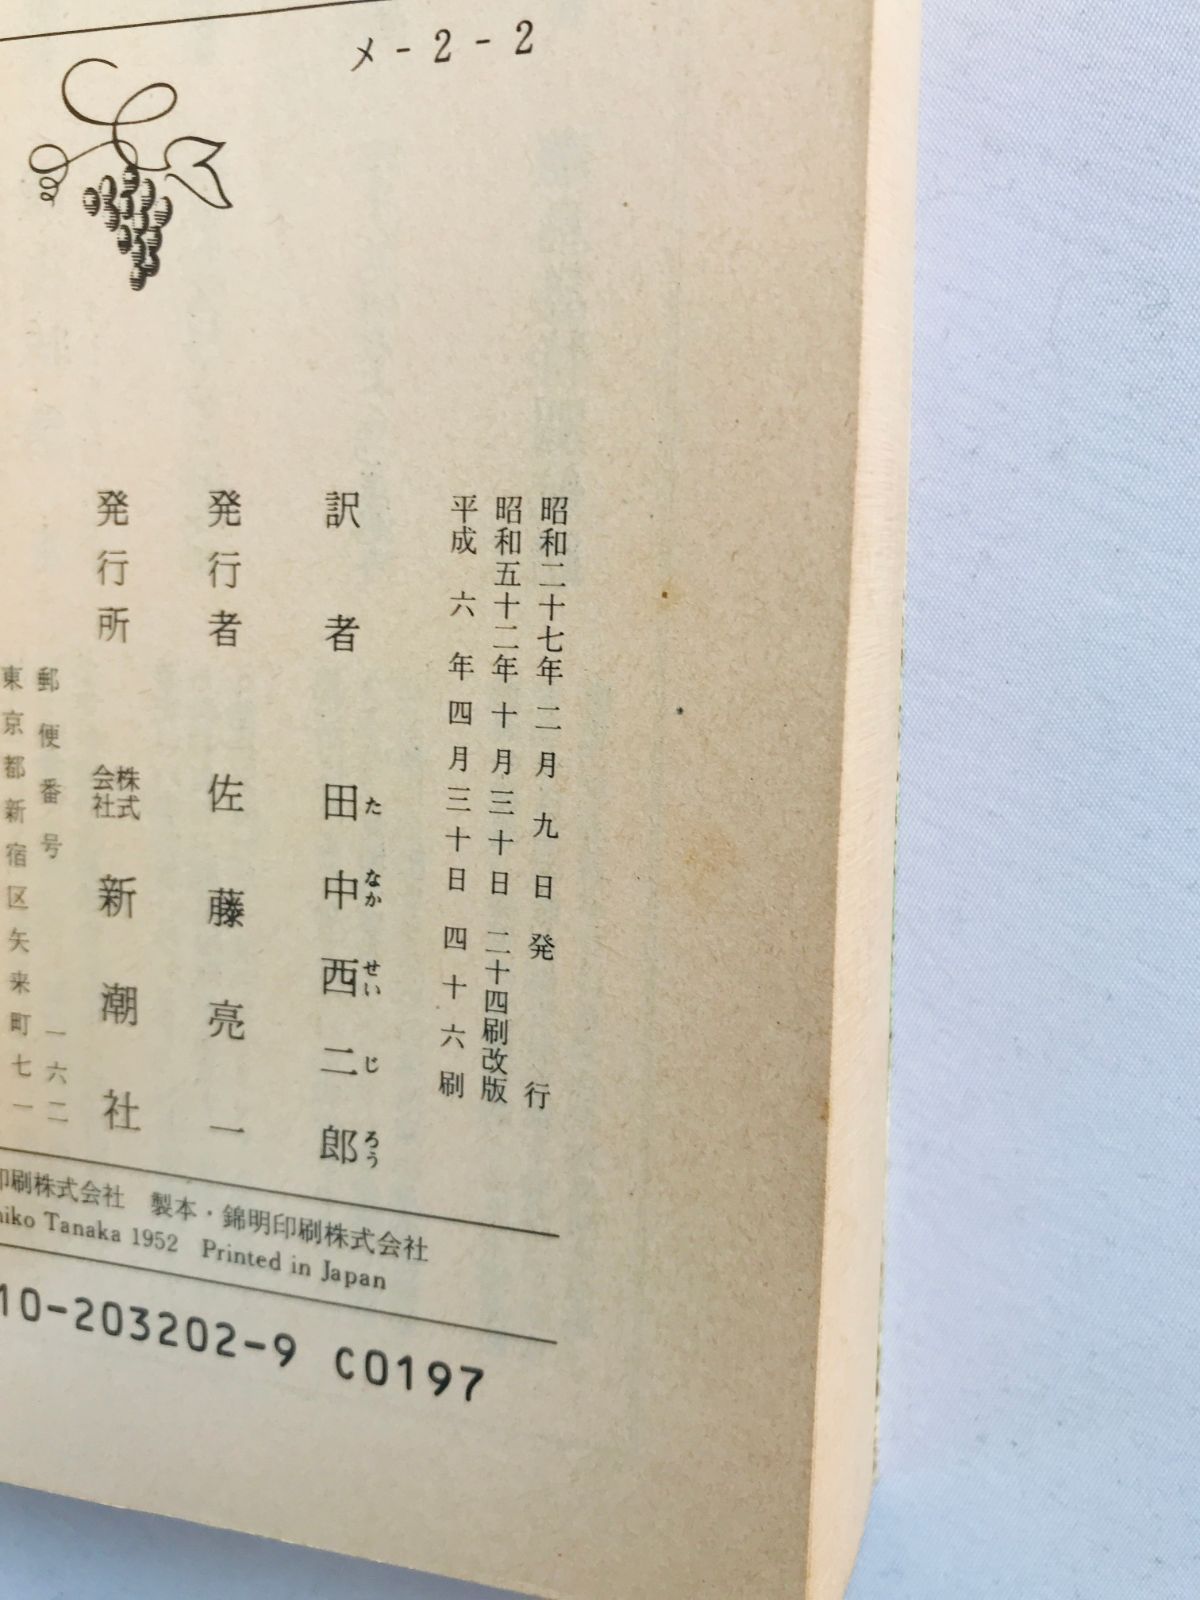 メ-2-2
昭和二十七年二月九日発行
昭和五十二年十月三十日二十四刷改版
平成六年四月三十日四十六刷
訳者 田中西二郎
たなかせいじろう
発行者 佐藤亮一
発行所 株式会社 新潮社
郵便番号 一六二
東京都新宿区矢来町七一
印刷株式会社 製本・錦明印刷株式会社
hiko Tanaka 1952 Printed in Japan
10-203202-9 C0197